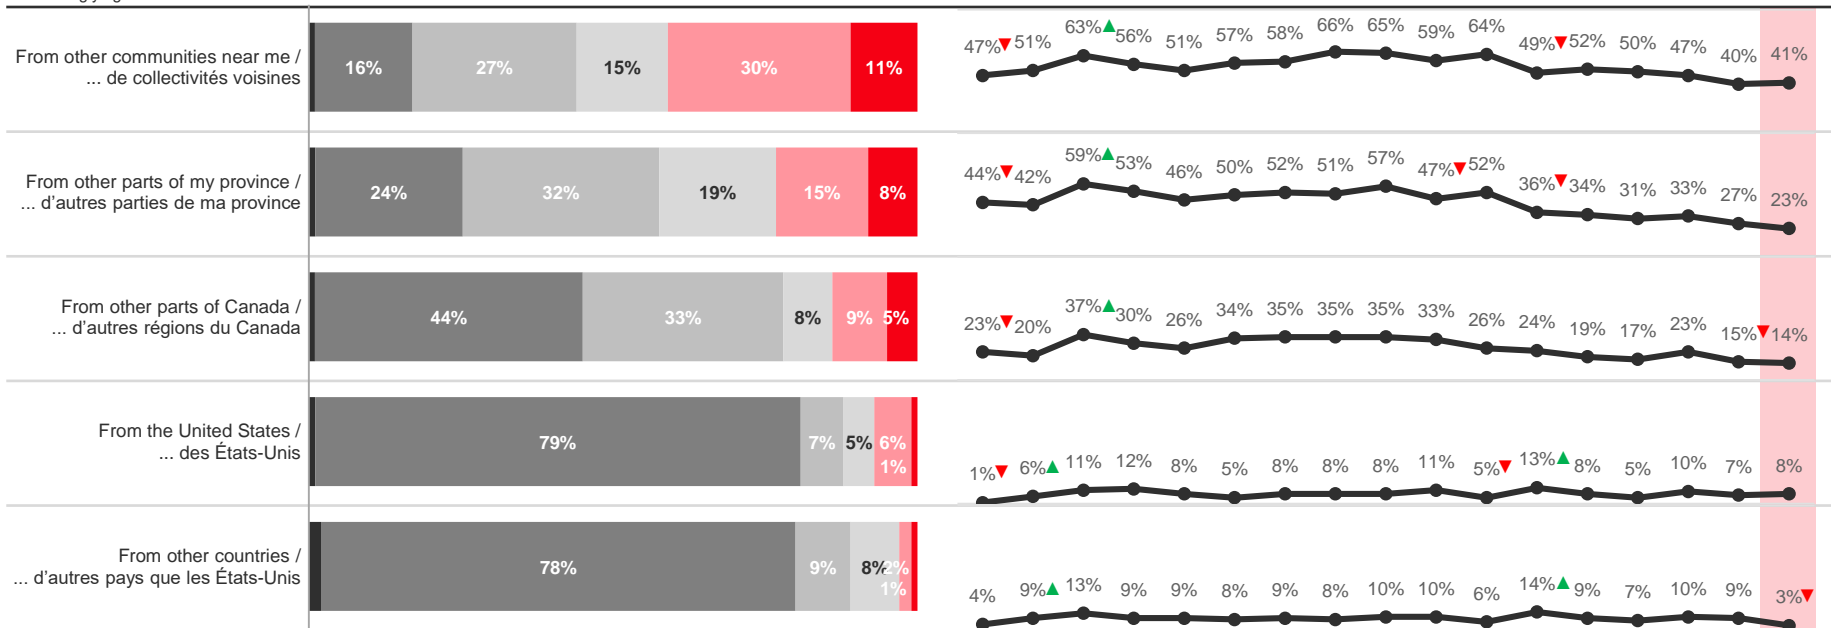 From other communities near me /
... de collectivités voisines
16% 27% 15% 30% 11%
47% 51% 63% 56% 51% 57% 58% 66% 65% 59% 64% 49% 52% 50% 47% 40% 41%
From other parts of my province /
... d'autres parties de ma province
24% 32% 19% 15% 8%
44% 42% 59% 53% 46% 50% 52% 51% 57% 47% 52% 36% 34% 31% 33% 27% 23%
From other parts of Canada /
... d'autres régions du Canada
44% 33% 8% 9% 5%
23% 20% 37% 30% 26% 34% 35% 35% 35% 33% 26% 24% 19% 17% 23% 15% 14%
From the United States /
... des États-Unis
79% 7% 5% 6%
1%
1% 6% 11% 12% 8% 5% 8% 8% 8% 11% 5% 13% 8% 5% 10% 7% 8%
From other countries /
... d'autres pays que les États-Unis
78% 9% 8% 2%
1%
4% 9% 13% 9% 9% 8% 9% 8% 10% 10% 6% 14% 9% 7% 10% 9% 3%